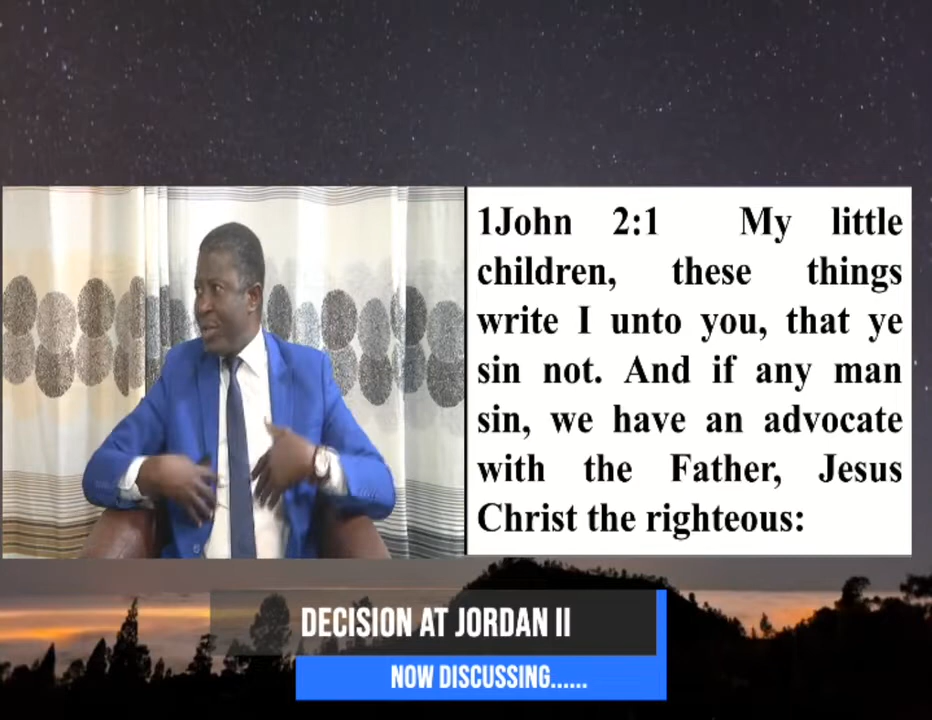 1John 2:1 My little
children, these things
write I unto you, that ye
sin not. And if any man
sin, we have an advocate
with the Father, Jesus
Christ the righteous:
DECISION AT JORDAN II
NOW DISCUSSING......